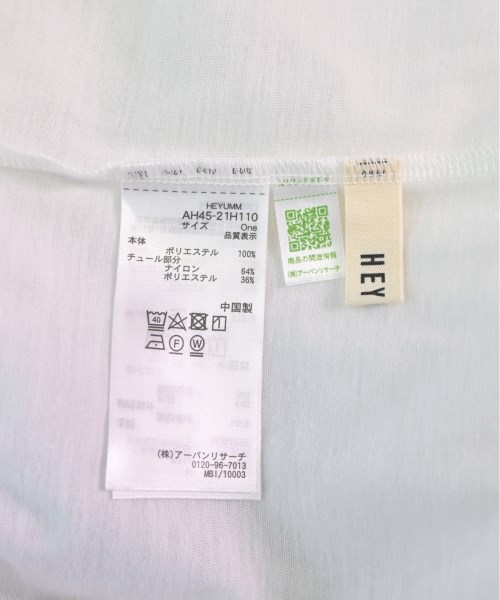 HEYUMM
AH45-21H110
サイズ One
品質表示
本体
ポリエステル 100%
チュール部分
ナイロン 64%
ポリエステル 36%
中国製
40
F W
(株)アーバンリサーチ
0120-96-7013
MBI/10003
商品の関連情報
(株)アーバンリサーチ
HEY